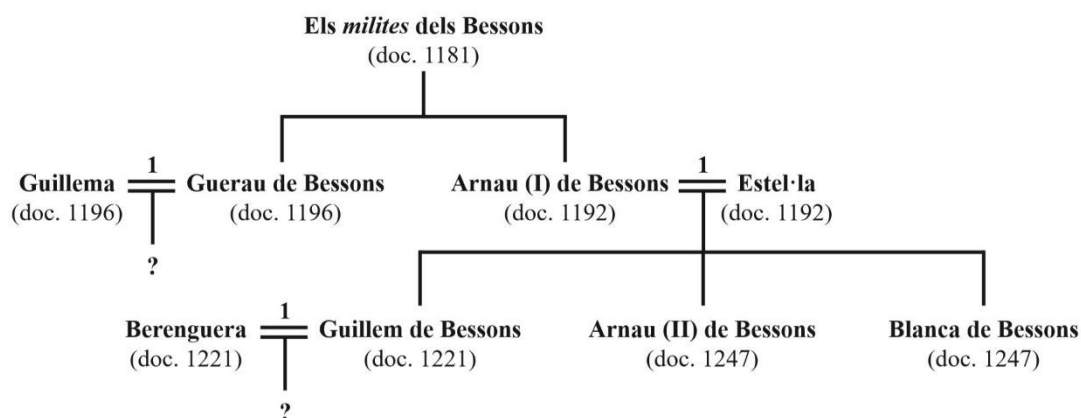 Els milites dels Bessons
(doc. 1181)
1 1
Guillema Guerau de Bessons Arnau (I) de Bessons Estel·la
(doc. 1196) (doc. 1196) (doc. 1192) (doc. 1192)
?
1
Berenguera Guillem de Bessons Arnau (II) de Bessons Blanca de Bessons
(doc. 1221) (doc. 1221) (doc. 1247) (doc. 1247)
?